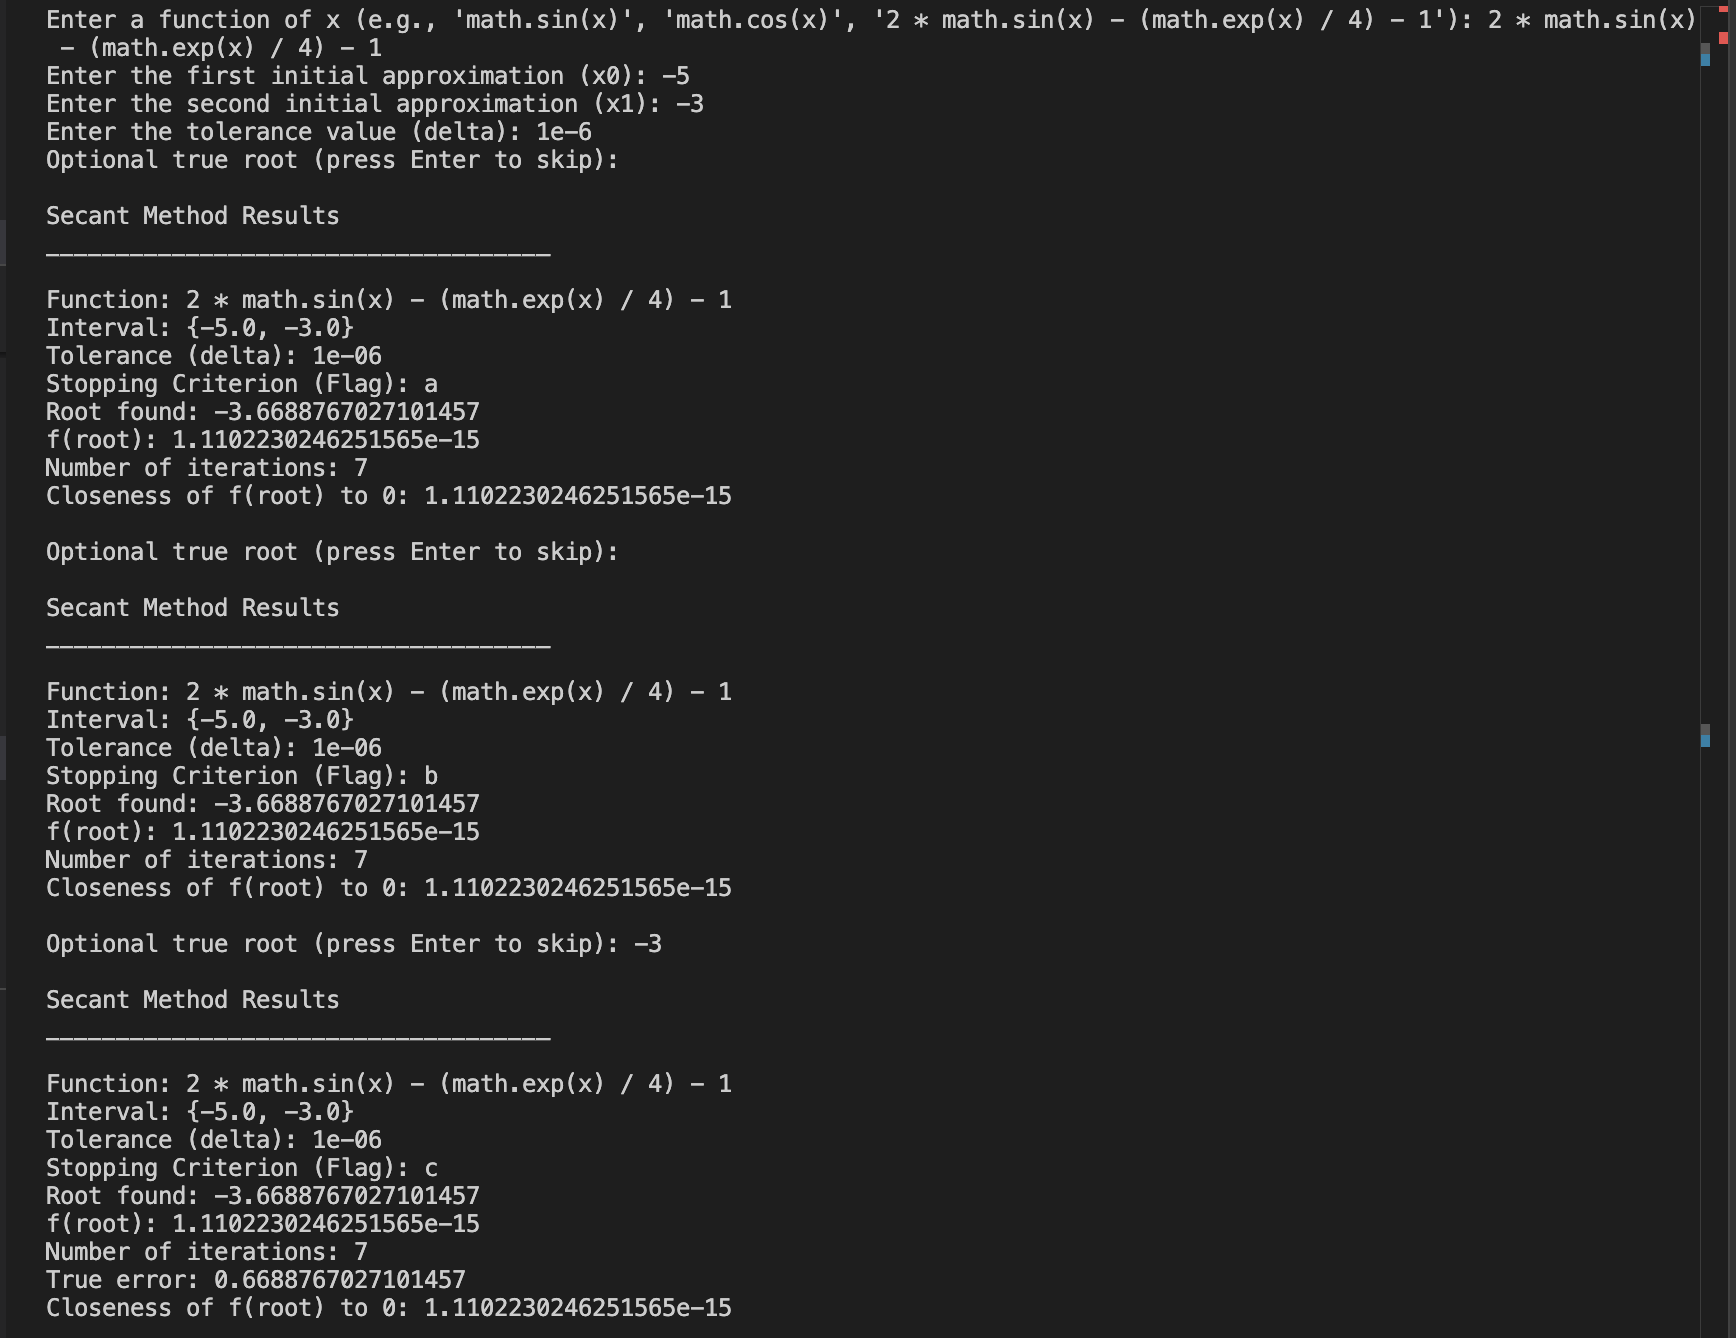 Enter a function of x (e.g., 'math.sin(x)', 'math.cos(x)', '2 * math.sin(x) - (math.exp(x) / 4) - 1'): 2 * math.sin(x)
- (math.exp(x) / 4) - 1
Enter the first initial approximation (x0): -5
Enter the second initial approximation (x1): -3
Enter the tolerance value (delta): 1e-6
Optional true root (press Enter to skip):
Secant Method Results
------------------------------------
Function: 2 * math.sin(x) - (math.exp(x) / 4) - 1
Interval: {-5.0, -3.0}
Tolerance (delta): 1e-06
Stopping Criterion (Flag): a
Root found: -3.6688767027101457
f(root): 1.1102230246251565e-15
Number of iterations: 7
Closeness of f(root) to 0: 1.1102230246251565e-15
Optional true root (press Enter to skip):
Secant Method Results
------------------------------------
Function: 2 * math.sin(x) - (math.exp(x) / 4) - 1
Interval: {-5.0, -3.0}
Tolerance (delta): 1e-06
Stopping Criterion (Flag): b
Root found: -3.6688767027101457
f(root): 1.1102230246251565e-15
Number of iterations: 7
Closeness of f(root) to 0: 1.1102230246251565e-15
Optional true root (press Enter to skip): -3
Secant Method Results
------------------------------------
Function: 2 * math.sin(x) - (math.exp(x) / 4) - 1
Interval: {-5.0, -3.0}
Tolerance (delta): 1e-06
Stopping Criterion (Flag): c
Root found: -3.6688767027101457
f(root): 1.1102230246251565e-15
Number of iterations: 7
True error: 0.6688767027101457
Closeness of f(root) to 0: 1.1102230246251565e-15